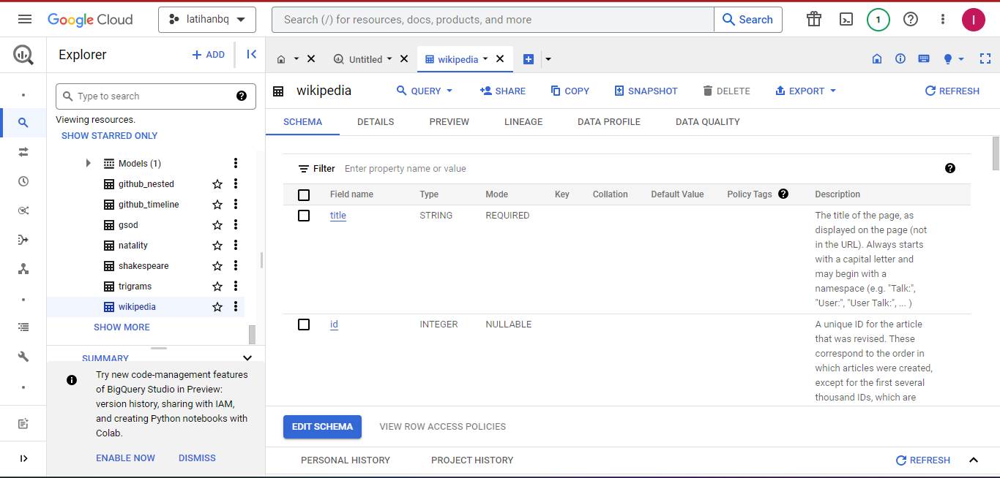 Google Cloud
latihanbq
Search (/) for resources, docs, products, and more
Search
1
I
Explorer
ADD
Untitled
wikipedia
Type to search
Viewing resources.
SHOW STARRED ONLY
Models (1)
github_nested
github_timeline
gsod
natality
shakespeare
trigrams
wikipedia
SHOW MORE
SUMMARY
Try new code-management features
of BigQuery Studio in Preview:
version history, sharing with IAM,
and creating Python notebooks with
Colab.
ENABLE NOW DISMISS
wikipedia
QUERY SHARE COPY SNAPSHOT DELETE EXPORT REFRESH
SCHEMA DETAILS PREVIEW LINEAGE DATA PROFILE DATA QUALITY
Filter Enter property name or value
Field name Type Mode Key Collation Default Value Policy Tags Description
title STRING REQUIRED The title of the page, as
displayed on the page (not
in the URL). Always starts
with a capital letter and
may begin with a
namespace (e.g. "Talk:",
"User:", "User Talk:", ... )
id INTEGER NULLABLE A unique ID for the article
that was revised. These
correspond to the order in
which articles were created,
except for the first several
thousand IDs, which are
EDIT SCHEMA VIEW ROW ACCESS POLICIES
PERSONAL HISTORY PROJECT HISTORY REFRESH